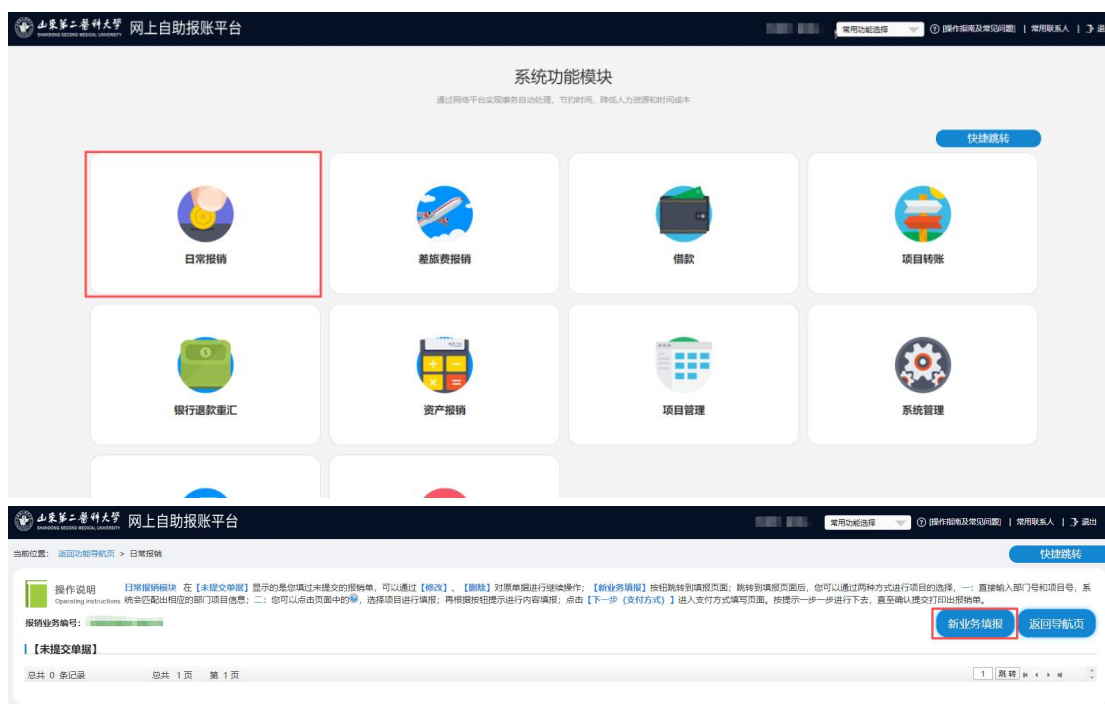 山东第二医科大学 网上自助报账平台 常用功能选择 [操作指南及常见问题] | 常用联系人 | 退
SHANDONG SECOND MEDICAL UNIVERSITY
系统功能模块
通过网络平台实现事务自动处理，节约时间，降低人力资源和时间成本
快捷跳转
日常报销 差旅费报销 借款 项目转账
银行退款重汇 资产报销 项目管理 系统管理
山东第二医科大学 网上自助报账平台 常用功能选择 [操作指南及常见问题] | 常用联系人 | 退出
SHANDONG SECOND MEDICAL UNIVERSITY
当前位置： 返回功能导航页 > 日常报销 快捷跳转
操作说明 日常报销模块 在【未提交单据】显示的是您填过未提交的报销单，可以通过【修改】、【删除】对原单据进行继续操作；【新业务填报】按钮跳转到填报页面；跳转到填报页面后，您可以通过两种方式进行项目的选择，一：直接输入部门号和项目号，系
Operating instructions 统会匹配出相应的部门项目信息；二：您可以点击页面中的，选择项目进行填报；再根据按钮提示进行内容填报；点击【下一步（支付方式）】进入支付方式填写页面。按提示一步一步进行下去，直至确认提交打印出报销单。
报销业务编号： 新业务填报 返回导航页
【未提交单据】
总共 0 条记录 总共 1 页 第 1 页 1 跳转